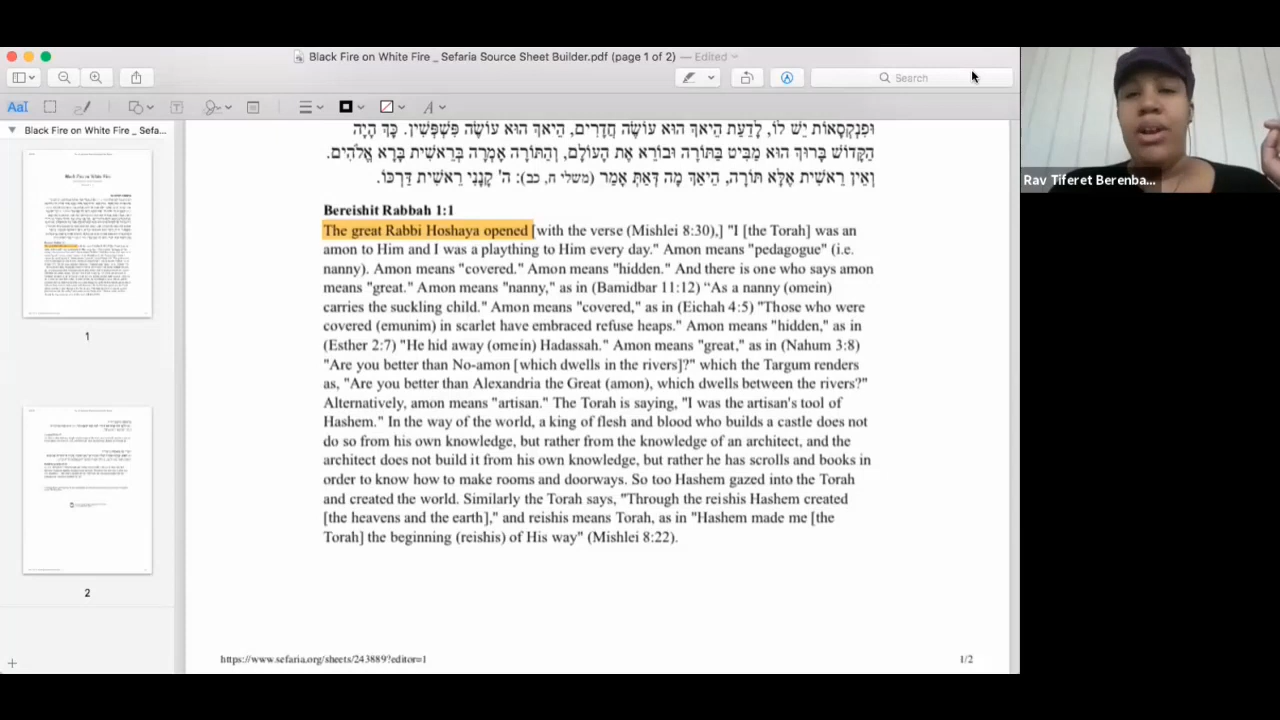 Black Fire on White Fire _ Sefaria Source Sheet Builder.pdf (page 1 of 2) — Edited
Search
AaI
A
Black Fire on White Fire _ Sefa...
1
2
וּפִנְקְסָאוֹת יֵשׁ לוֹ, לָדַעַת הֵיאַךְ הוּא עוֹשֶׂה חֲדָרִים, הֵיאַךְ הוּא עוֹשֶׂה פִּשְׁפְּשִׁין. כָּךְ הָיָה
הַקָּדוֹשׁ בָּרוּךְ הוּא מַבִּיט בַּתּוֹרָה וּבוֹרֵא אֶת הָעוֹלָם, וְהַתּוֹרָה אָמְרָה בְּרֵאשִׁית בָּרָא אֱלֹהִים.
וְאֵין רֵאשִׁית אֶלָּא תּוֹרָה, הֵיאַךְ מָה דְּאַתְּ אָמַר (משלי ח, כב): ה' קָנָנִי רֵאשִׁית דַּרְכּוֹ.
Bereishit Rabbah 1:1
The great Rabbi Hoshaya opened [with the verse (Mishlei 8:30),] "I [the Torah] was an
amon to Him and I was a plaything to Him every day." Amon means "pedagogue" (i.e.
nanny). Amon means "covered." Amon means "hidden." And there is one who says amon
means "great." Amon means "nanny," as in (Bamidbar 11:12) “As a nanny (omein)
carries the suckling child." Amon means "covered," as in (Eichah 4:5) "Those who were
covered (emunim) in scarlet have embraced refuse heaps." Amon means "hidden," as in
(Esther 2:7) "He hid away (omein) Hadassah." Amon means "great," as in (Nahum 3:8)
"Are you better than No-amon [which dwells in the rivers]?" which the Targum renders
as, "Are you better than Alexandria the Great (amon), which dwells between the rivers?"
Alternatively, amon means "artisan." The Torah is saying, "I was the artisan's tool of
Hashem." In the way of the world, a king of flesh and blood who builds a castle does not
do so from his own knowledge, but rather from the knowledge of an architect, and the
architect does not build it from his own knowledge, but rather he has scrolls and books in
order to know how to make rooms and doorways. So too Hashem gazed into the Torah
and created the world. Similarly the Torah says, "Through the reishis Hashem created
[the heavens and the earth]," and reishis means Torah, as in "Hashem made me [the
Torah] the beginning (reishis) of His way" (Mishlei 8:22).
https://www.sefaria.org/sheets/243889?editor=1
1/2
Rav Tiferet Berenba...